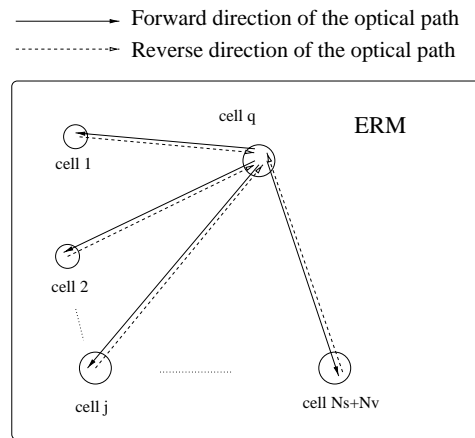 Forward direction of the optical path
Reverse direction of the optical path
cell q
ERM
cell 1
cell 2
cell j
cell Ns+Nv